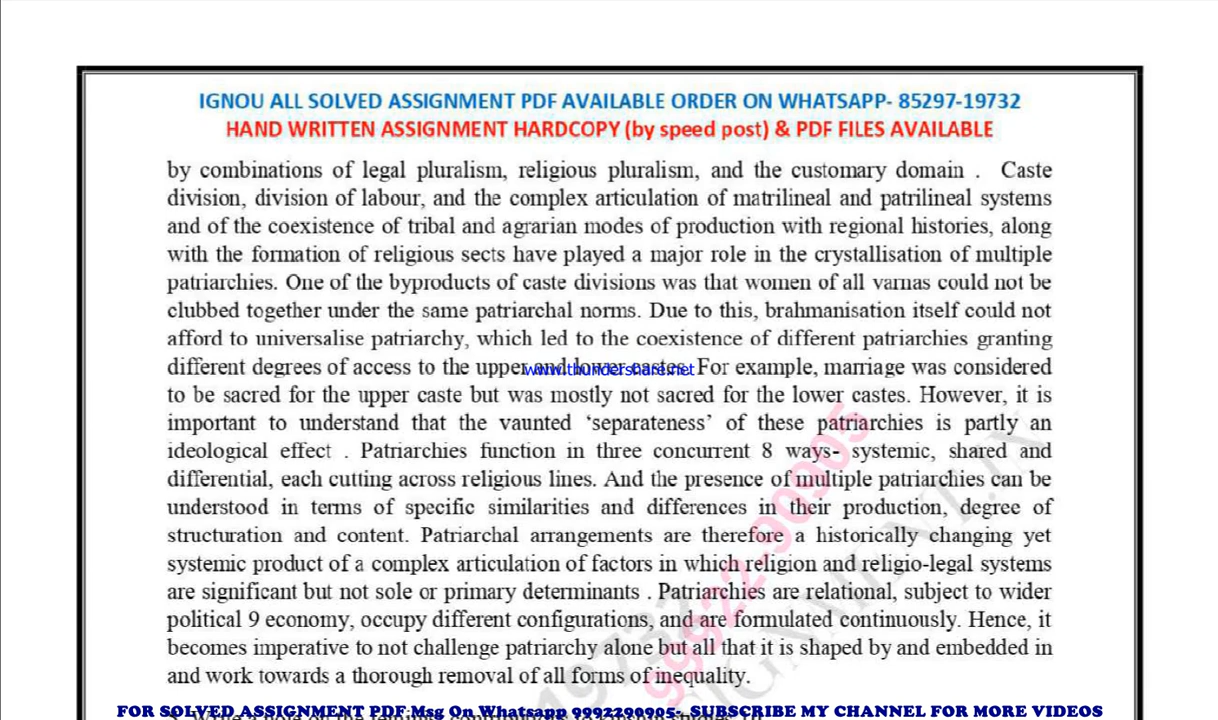 IGNOU ALL SOLVED ASSIGNMENT PDF AVAILABLE ORDER ON WHATSAPP- 85297-19732
HAND WRITTEN ASSIGNMENT HARDCOPY (by speed post) & PDF FILES AVAILABLE
by combinations of legal pluralism, religious pluralism, and the customary domain . Caste
division, division of labour, and the complex articulation of matrilineal and patrilineal systems
and of the coexistence of tribal and agrarian modes of production with regional histories, along
with the formation of religious sects have played a major role in the crystallisation of multiple
patriarchies. One of the byproducts of caste divisions was that women of all varnas could not be
clubbed together under the same patriarchal norms. Due to this, brahmanisation itself could not
afford to universalise patriarchy, which led to the coexistence of different patriarchies granting
different degrees of access to the upper and lower castes. For example, marriage was considered
www.thundershare.net
to be sacred for the upper caste but was mostly not sacred for the lower castes. However, it is
important to understand that the vaunted ‘separateness’ of these patriarchies is partly an
ideological effect . Patriarchies function in three concurrent 8 ways- systemic, shared and
differential, each cutting across religious lines. And the presence of multiple patriarchies can be
understood in terms of specific similarities and differences in their production, degree of
structuration and content. Patriarchal arrangements are therefore a historically changing yet
systemic product of a complex articulation of factors in which religion and religio-legal systems
are significant but not sole or primary determinants . Patriarchies are relational, subject to wider
political 9 economy, occupy different configurations, and are formulated continuously. Hence, it
becomes imperative to not challenge patriarchy alone but all that it is shaped by and embedded in
and work towards a thorough removal of all forms of inequality.
99922-90905
19732
FOR SOLVED ASSIGNMENT PDF Msg On Whatsapp 9992290905- SUBSCRIBE MY CHANNEL FOR MORE VIDEOS